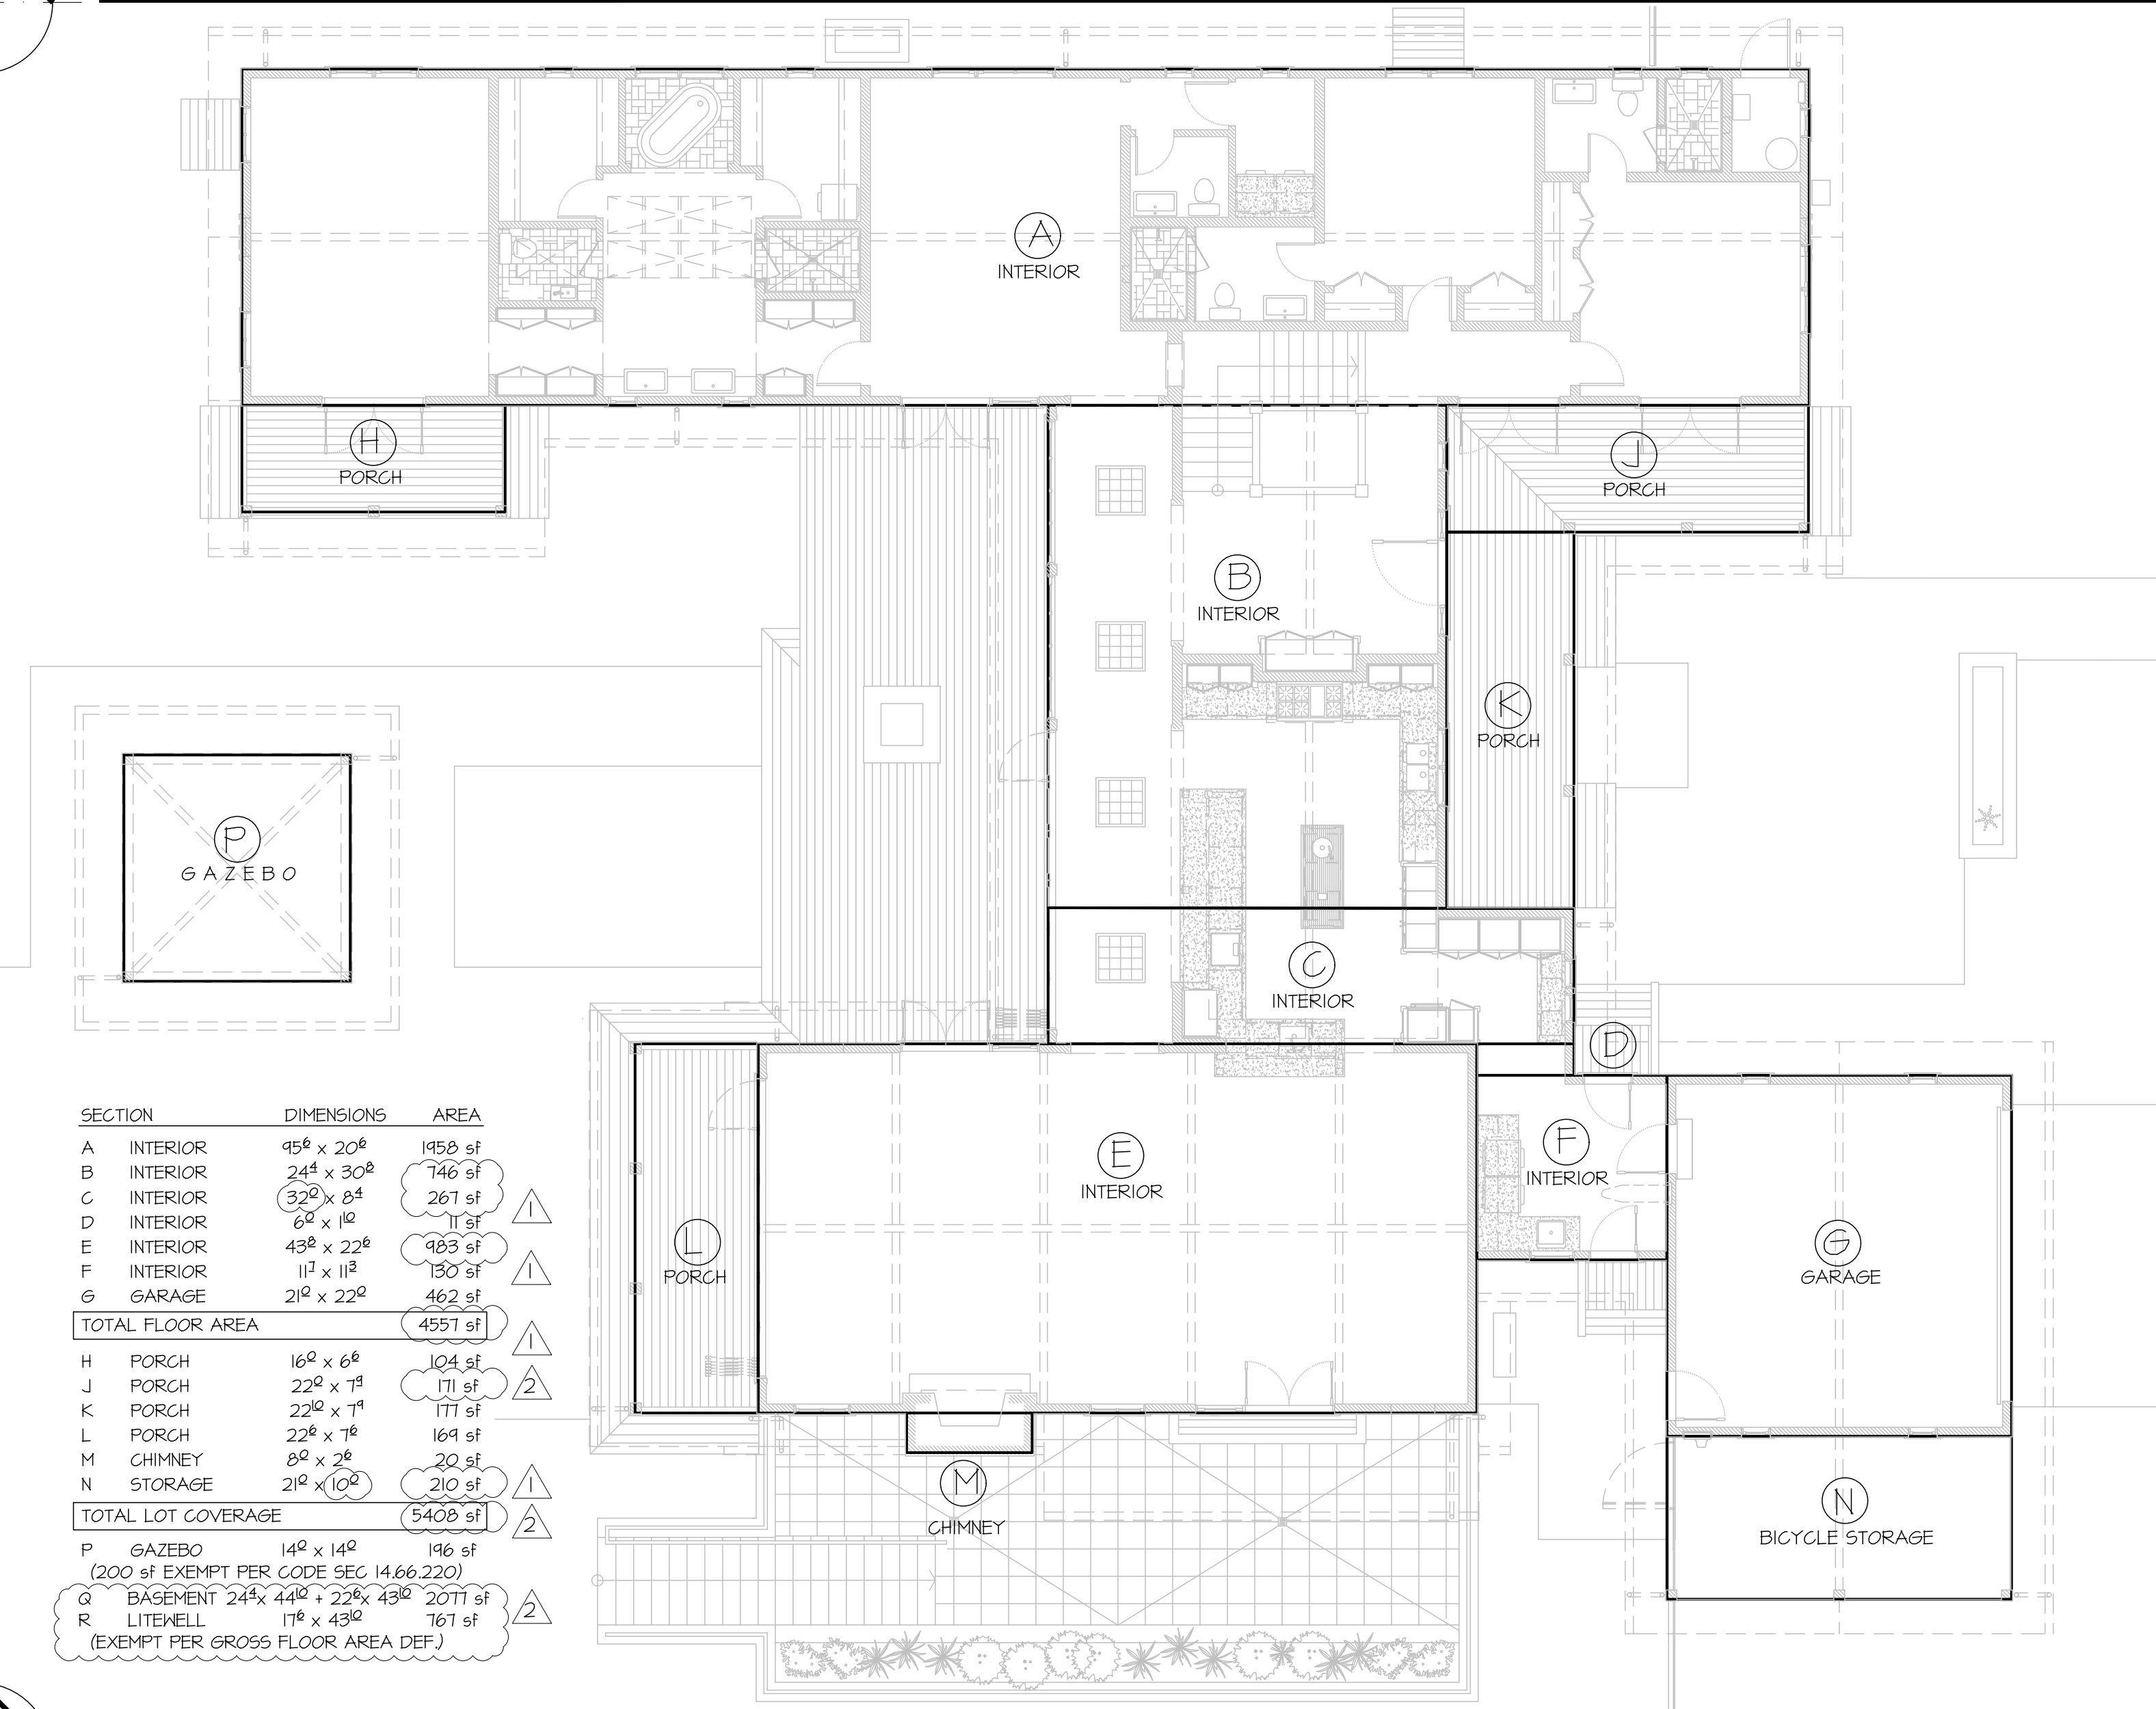 A
INTERIOR
H
PORCH
J
PORCH
B
INTERIOR
K
PORCH
P
GAZEBO
C
INTERIOR
D
E
INTERIOR
F
INTERIOR
L
PORCH
G
GARAGE
M
CHIMNEY
N
BICYCLE STORAGE
SECTION DIMENSIONS AREA
A INTERIOR 95⁶ x 20⁶ 1958 sf
B INTERIOR 24⁴ x 30⁸ 746 sf
C INTERIOR 32⁰ x 8⁴ 267 sf
1
D INTERIOR 6⁰ x 1¹⁰ 11 sf
E INTERIOR 43⁸ x 22⁶ 983 sf
F INTERIOR 11⁷ x 11³ 130 sf
1
G GARAGE 21⁰ x 22⁰ 462 sf
TOTAL FLOOR AREA 4557 sf
1
H PORCH 16⁰ x 6⁶ 104 sf
J PORCH 22⁰ x 7⁹ 171 sf
2
K PORCH 22¹⁰ x 7⁹ 177 sf
L PORCH 22⁶ x 7⁶ 169 sf
M CHIMNEY 8⁰ x 2⁶ 20 sf
N STORAGE 21⁰ x 10⁰ 210 sf
1
TOTAL LOT COVERAGE 5408 sf
2
P GAZEBO 14⁰ x 14⁰ 196 sf
(200 sf EXEMPT PER CODE SEC 14.66.220)
Q BASEMENT 24⁴x 44¹⁰ + 22⁶x 43¹⁰ 2077 sf
2
R LITEWELL 17⁶ x 43¹⁰ 767 sf
(EXEMPT PER GROSS FLOOR AREA DEF.)